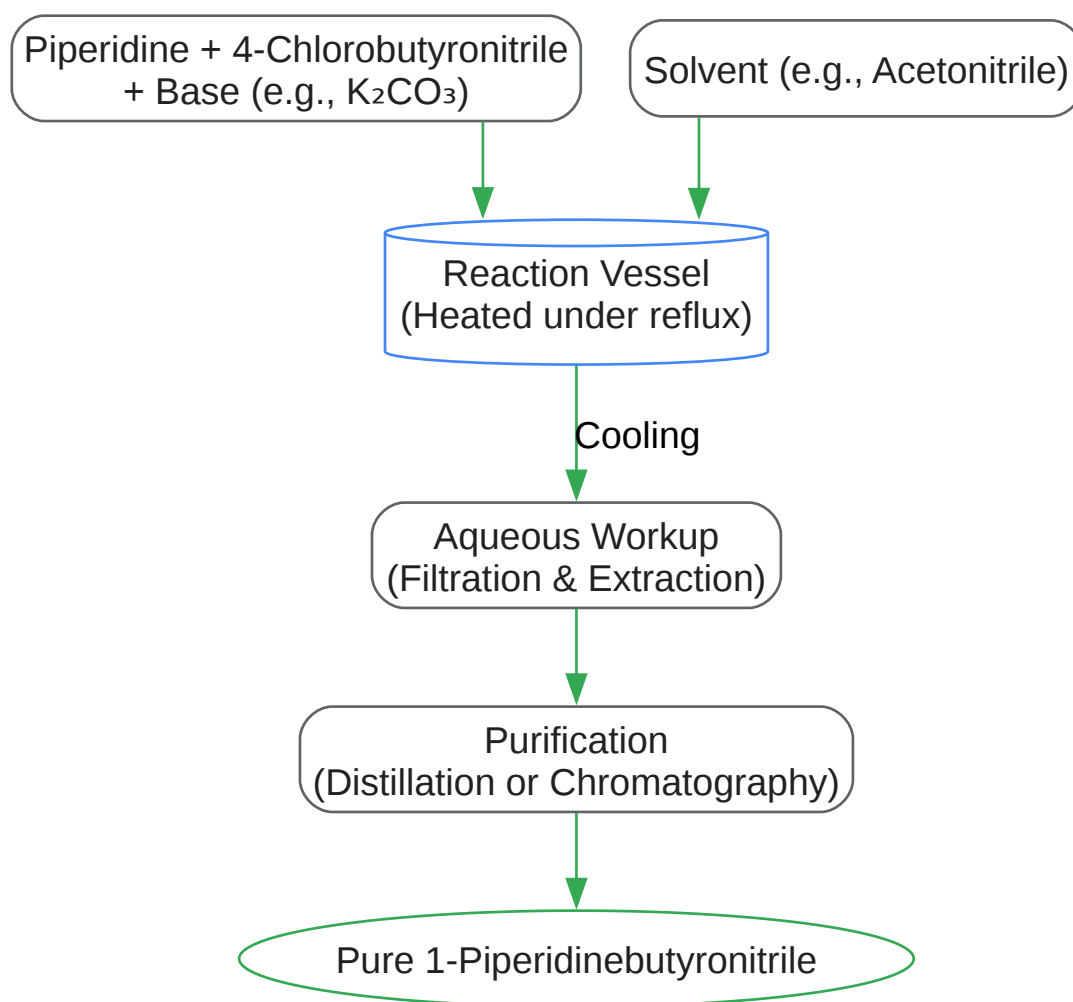 Piperidine + 4-Chlorobutyronitrile
+ Base (e.g., K₂CO₃)
Solvent (e.g., Acetonitrile)
Reaction Vessel
(Heated under reflux)
Cooling
Aqueous Workup
(Filtration & Extraction)
Purification
(Distillation or Chromatography)
Pure 1-Piperidinebutyronitrile